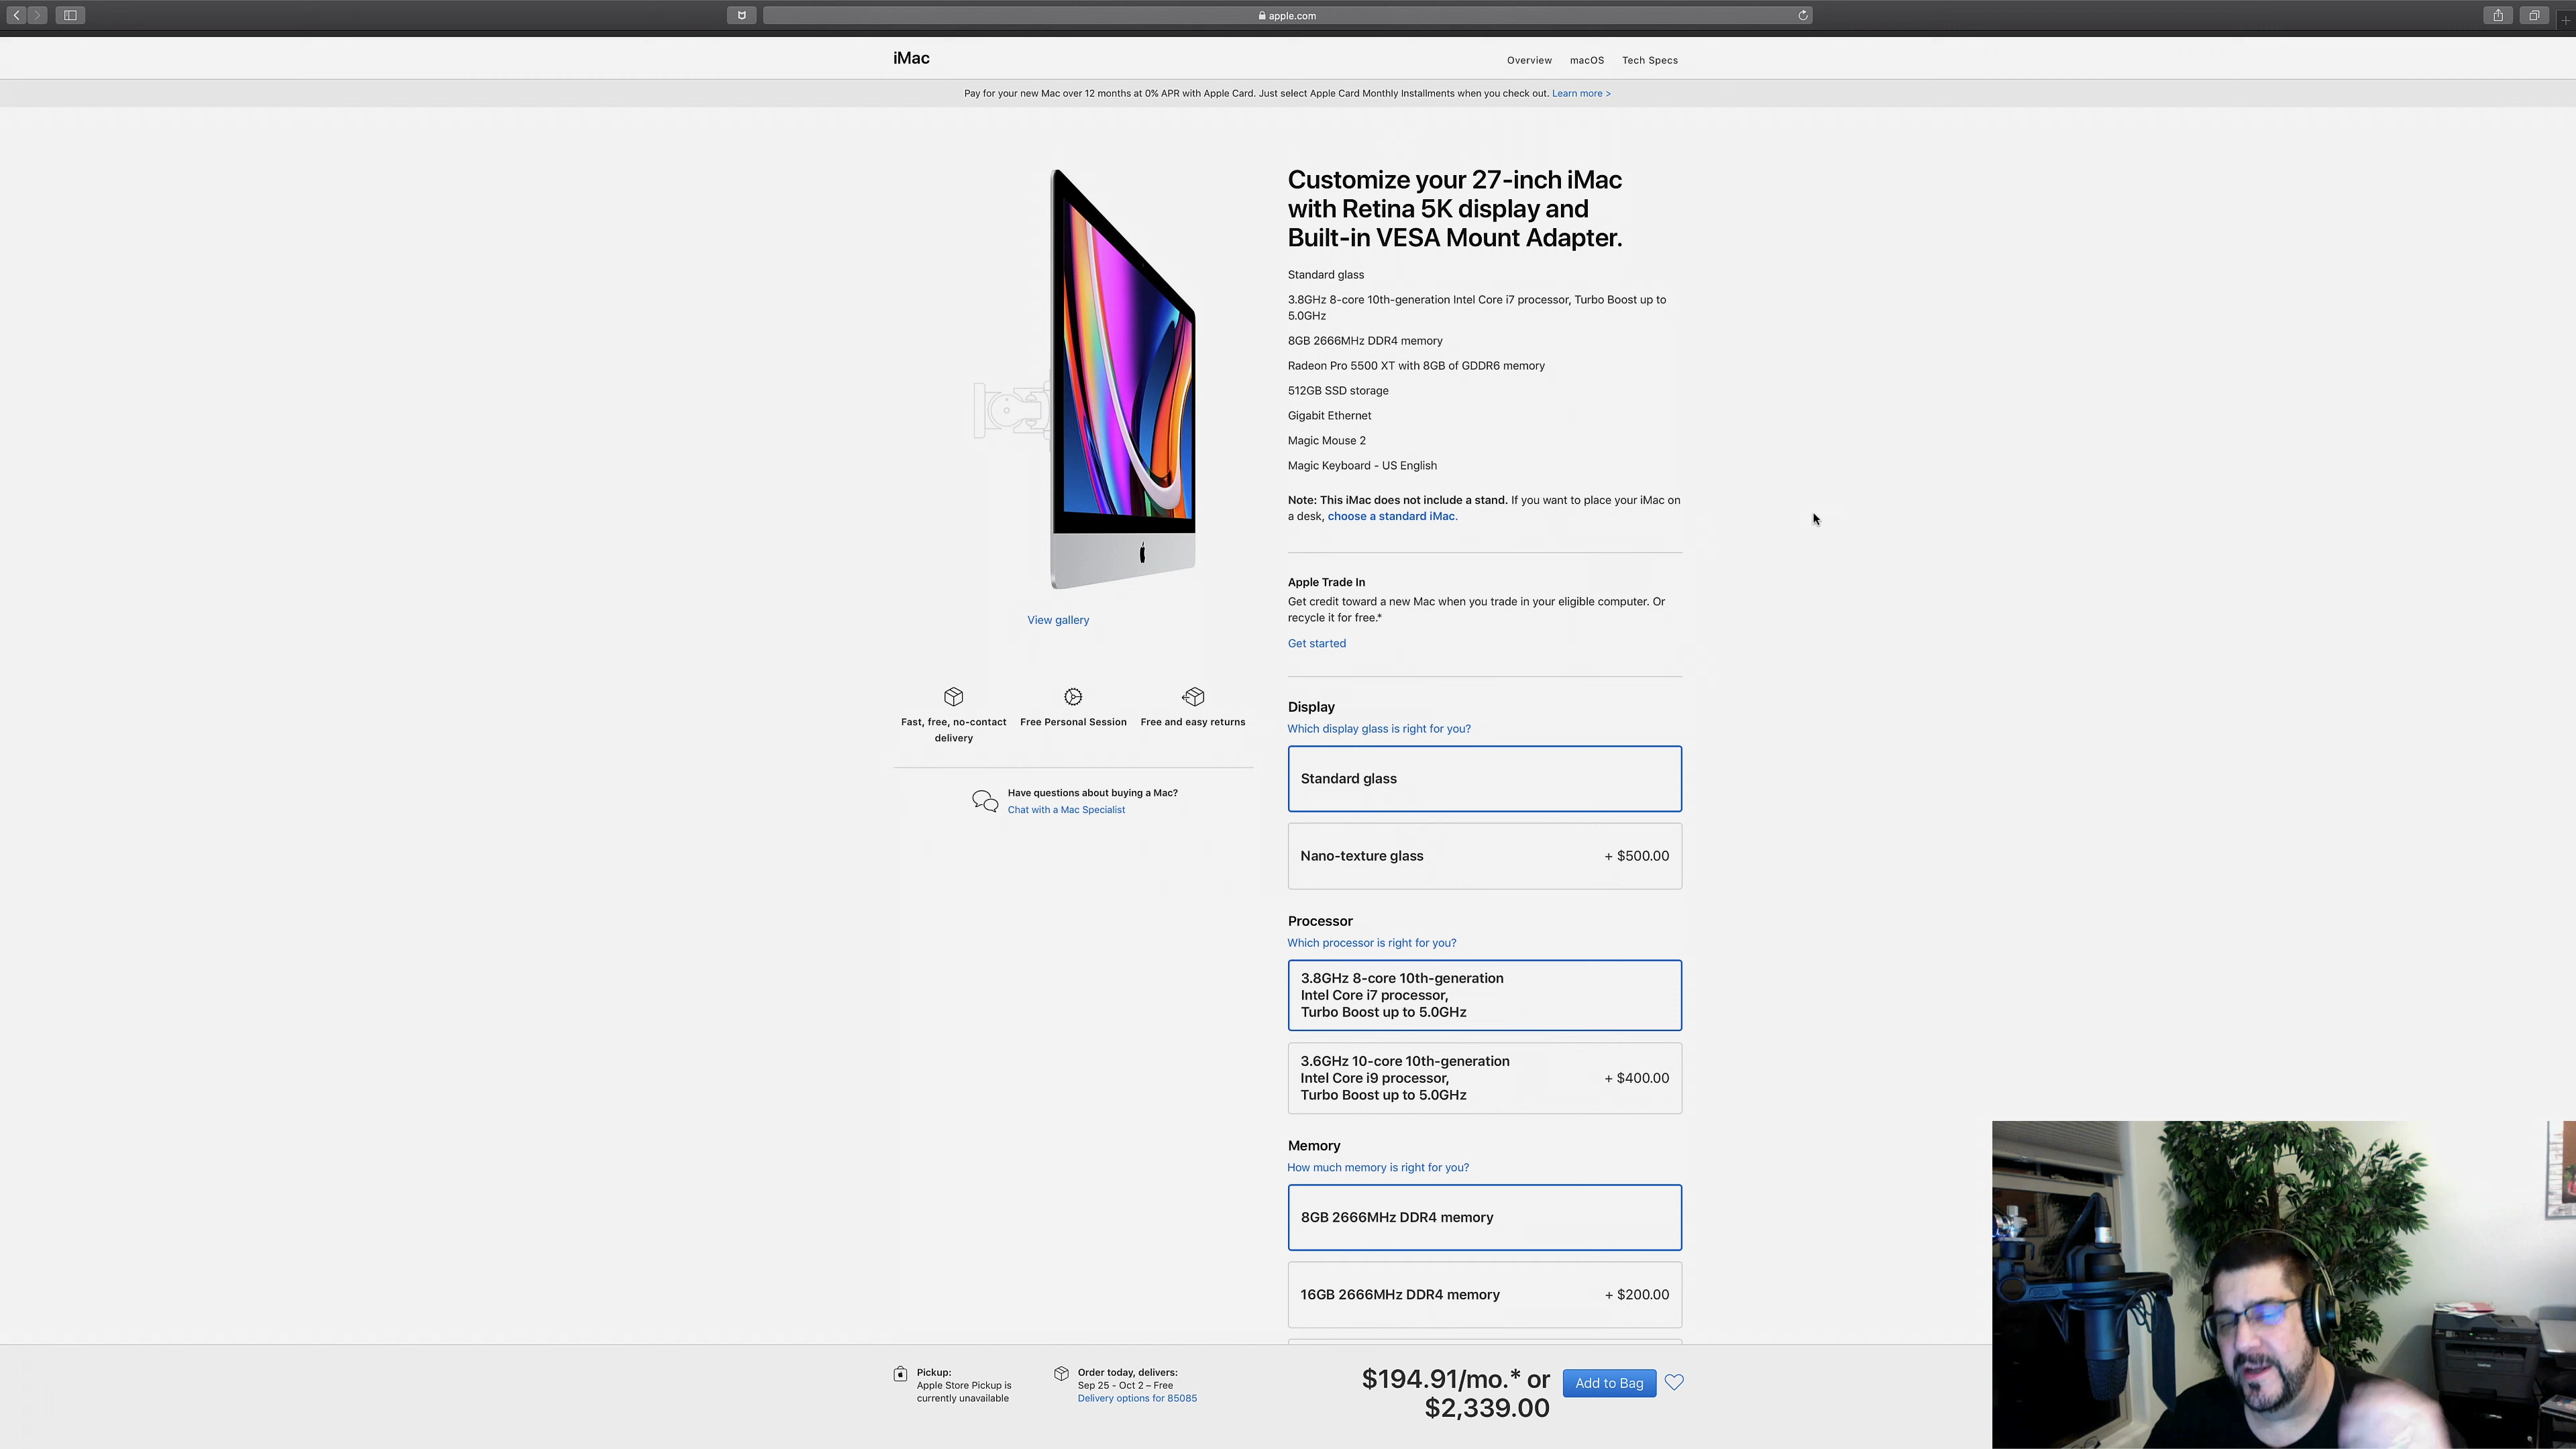 apple.com
iMac
Overview
macOS
Tech Specs
Pay for your new Mac over 12 months at 0% APR with Apple Card. Just select Apple Card Monthly Installments when you check out. Learn more >
Customize your 27-inch iMac
with Retina 5K display and
Built-in VESA Mount Adapter.
Standard glass
3.8GHz 8-core 10th-generation Intel Core i7 processor, Turbo Boost up to
5.0GHz
8GB 2666MHz DDR4 memory
Radeon Pro 5500 XT with 8GB of GDDR6 memory
512GB SSD storage
Gigabit Ethernet
Magic Mouse 2
Magic Keyboard - US English
Note: This iMac does not include a stand. If you want to place your iMac on
a desk, choose a standard iMac.
Apple Trade In
Get credit toward a new Mac when you trade in your eligible computer. Or
recycle it for free.*
Get started
View gallery
Fast, free, no-contact
delivery
Free Personal Session
Free and easy returns
Have questions about buying a Mac?
Chat with a Mac Specialist
Display
Which display glass is right for you?
Standard glass
Nano-texture glass
+ $500.00
Processor
Which processor is right for you?
3.8GHz 8-core 10th-generation
Intel Core i7 processor,
Turbo Boost up to 5.0GHz
3.6GHz 10-core 10th-generation
Intel Core i9 processor,
Turbo Boost up to 5.0GHz
+ $400.00
Memory
How much memory is right for you?
8GB 2666MHz DDR4 memory
16GB 2666MHz DDR4 memory
+ $200.00
Pickup:
Apple Store Pickup is
currently unavailable
Order today, delivers:
Sep 25 - Oct 2 – Free
Delivery options for 85085
$194.91/mo.* or
$2,339.00
Add to Bag